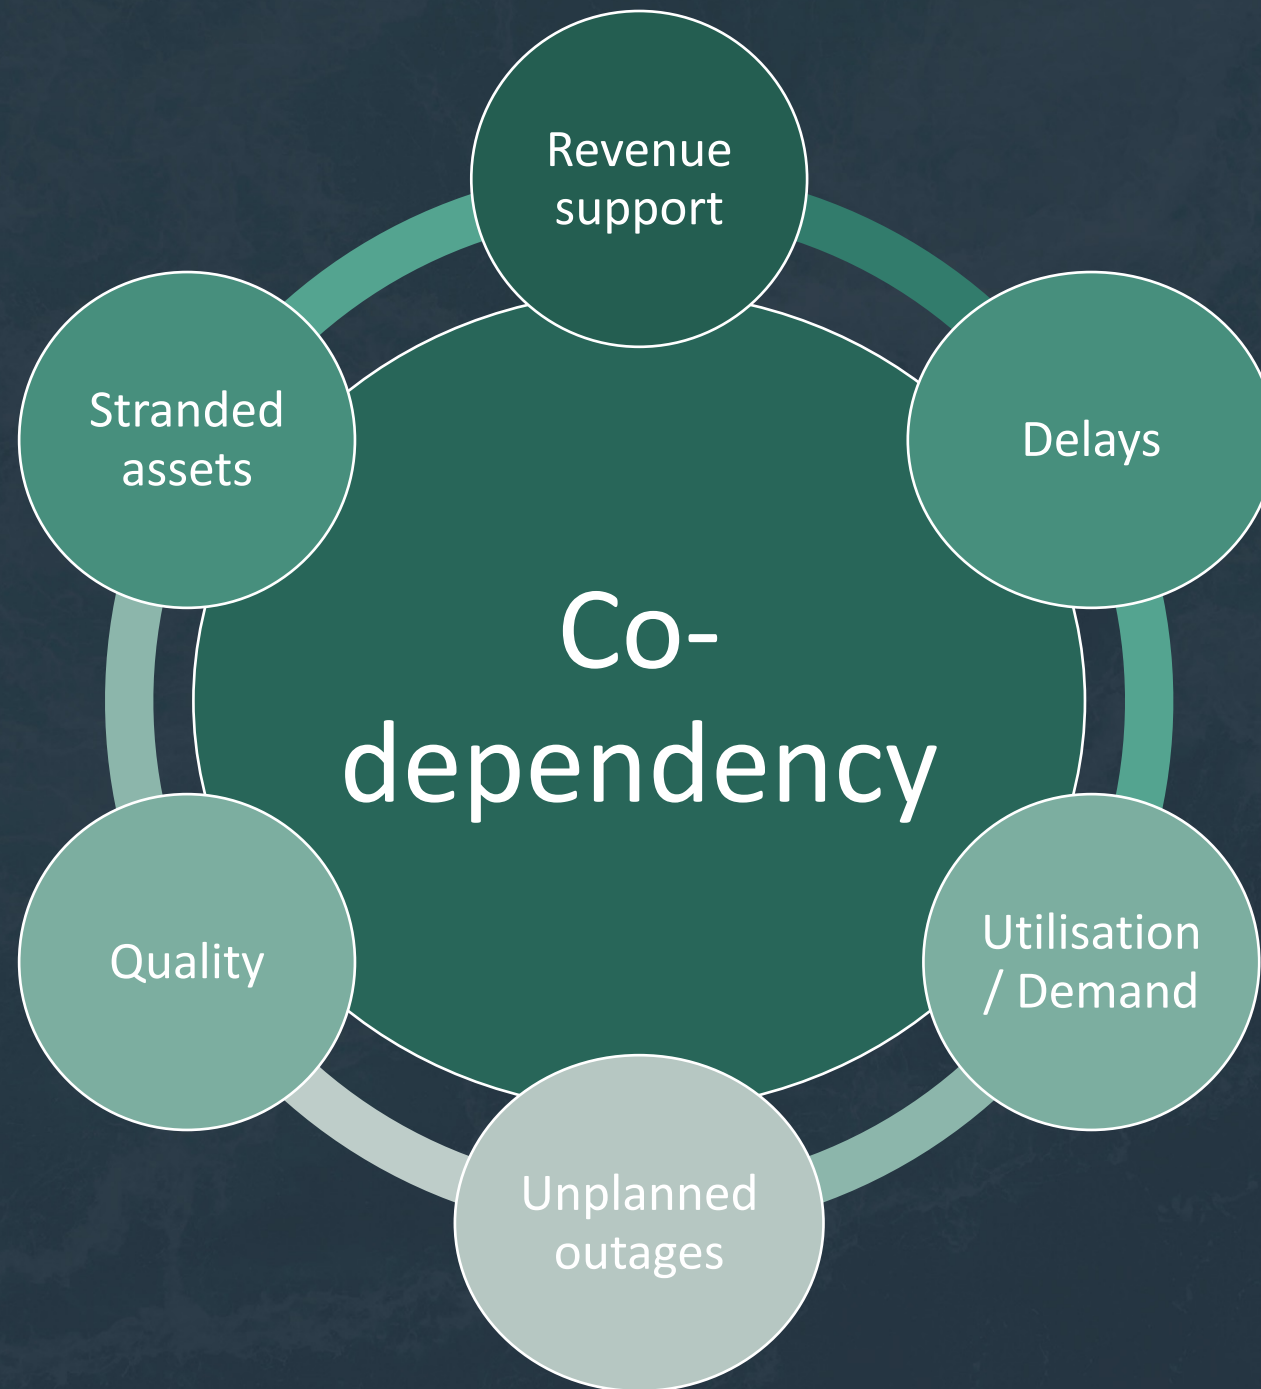 Revenue
support
Delays
Utilisation
/ Demand
Unplanned
outages
Quality
Stranded
assets
Co-
dependency